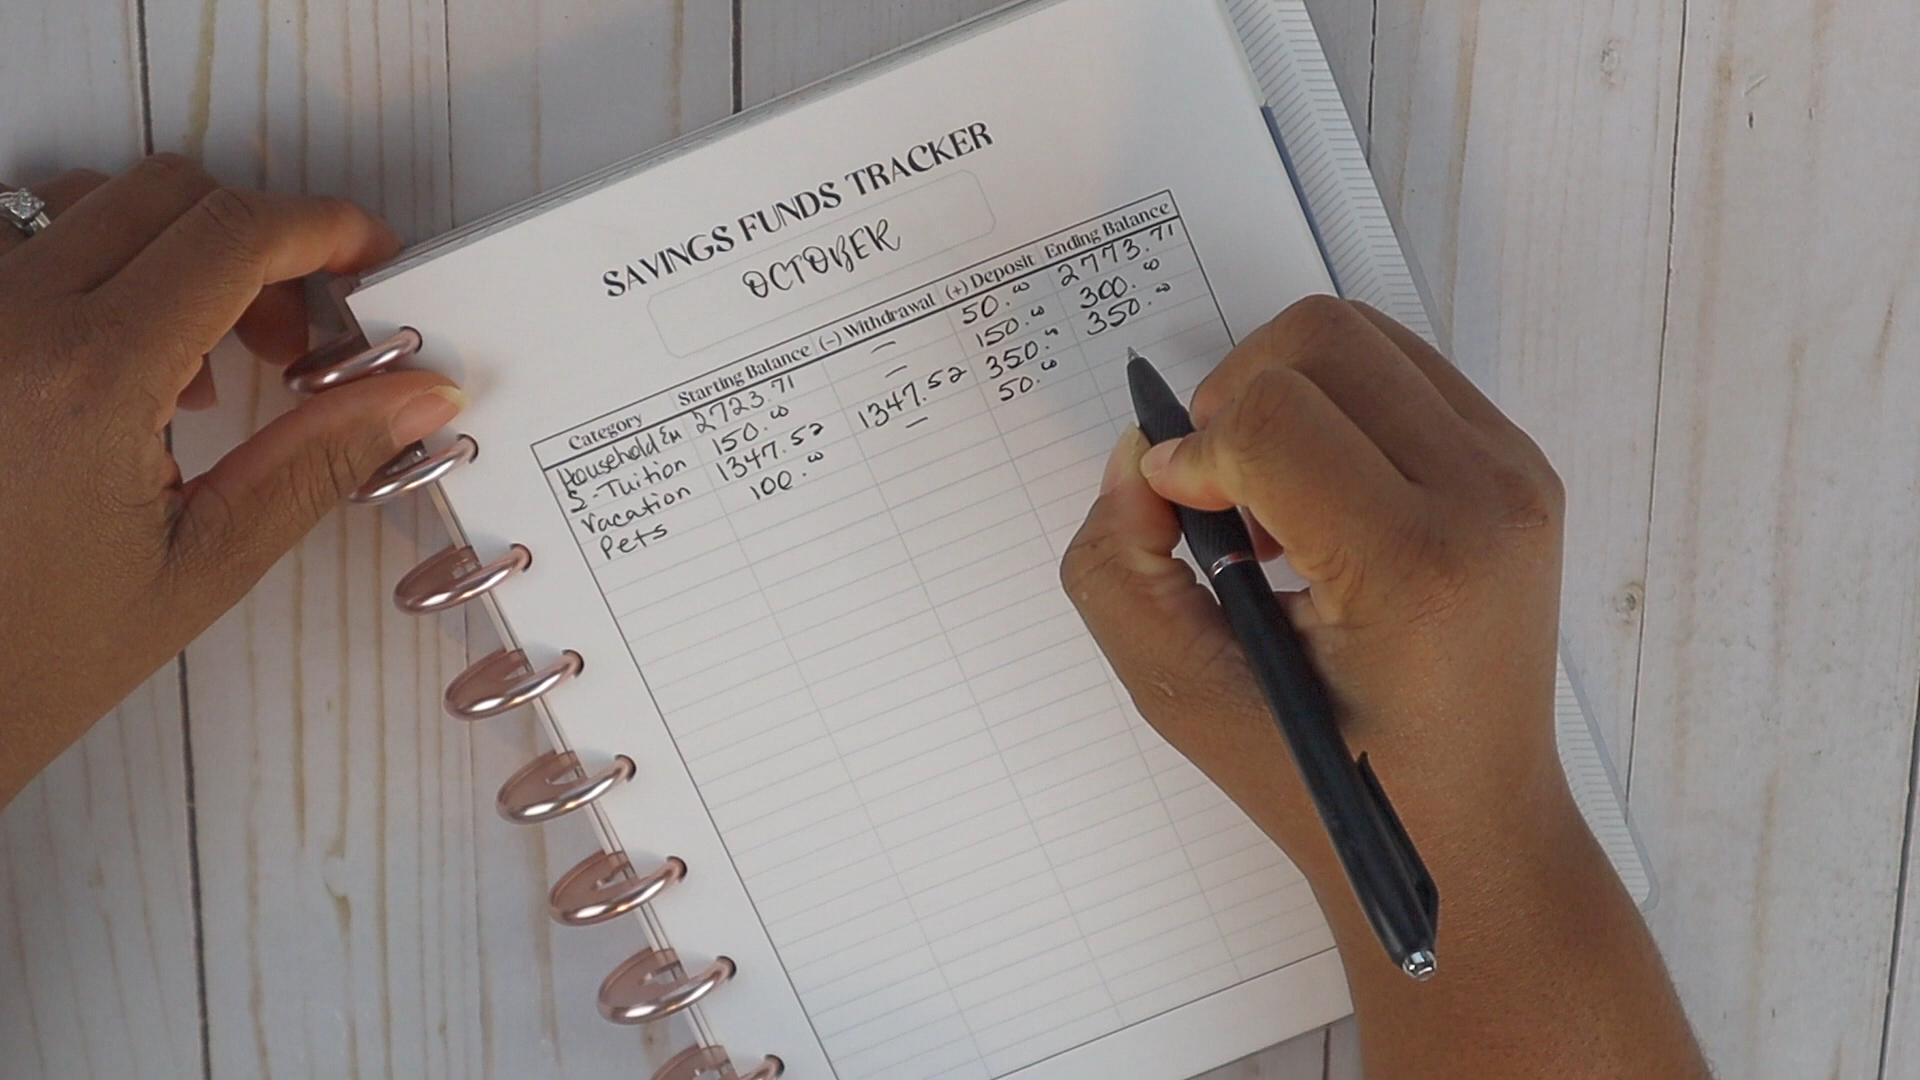 SAVINGS FUNDS TRACKER
OCTOBER
Category Starting Balance (-) Withdrawal (+) Deposit Ending Balance
Household Em 2723.71 — 50.00 2773.71
S-Tuition 150.00 — 150.00 300.00
Vacation 1347.52 1347.52 350.00 350.00
Pets 100.00 — 50.00